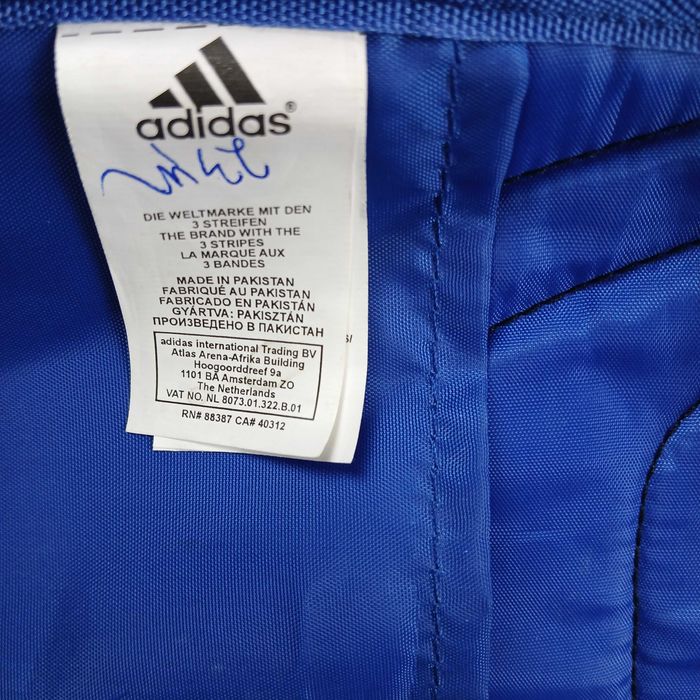 adidas®
DIE WELTMARKE MIT DEN
3 STREIFEN
THE BRAND WITH THE
3 STRIPES
LA MARQUE AUX
3 BANDES
MADE IN PAKISTAN
FABRIQUÉ AU PAKISTAN
FABRICADO EN PAKISTÁN
GYÁRTVA: PAKISZTÁN
ПРОИЗВЕДЕНО В ПАКИСТАН
adidas international Trading BV
Atlas Arena-Afrika Building
Hoogoorddreef 9a
1101 BA Amsterdam ZO
The Netherlands
VAT NO. NL 8073.01.322.B.01
RN# 88387 CA# 40312